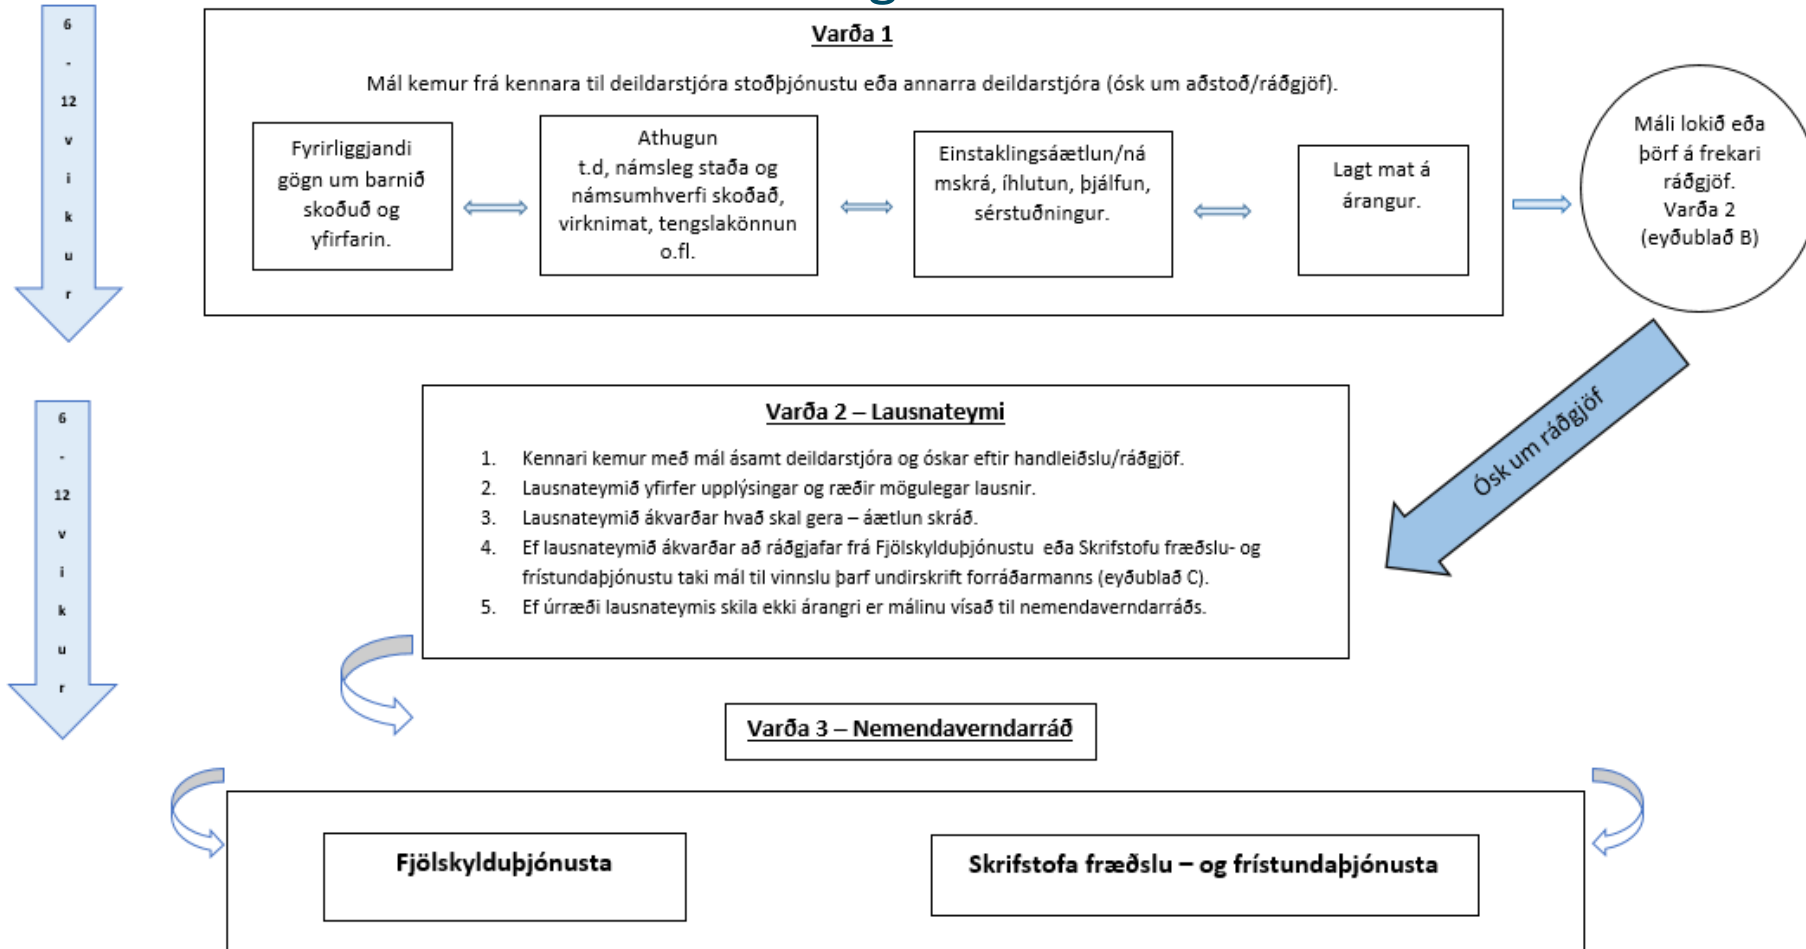 6
-
12
v
i
k
u
r
Varða 1
Mál kemur frá kennara til deildarstjóra stoðþjónustu eða annarra deildarstjóra (ósk um aðstoð/ráðgjöf).
Fyrirliggjandi
gögn um barnið
skoðuð og
yfirfarin.
Athugun
t.d, námsleg staða og
námsumhverfi skoðað,
virknimat, tengslakönnun
o.fl.
Einstaklingsáætlun/ná
mskrá, íhlutun, þjálfun,
sérstuðningur.
Lagt mat á
árangur.
Máli lokið eða
þörf á frekari
ráðgjöf.
Varða 2
(eyðublað B)
Ósk um ráðgjöf
6
-
12
v
i
k
u
r
Varða 2 – Lausnateymi
1. Kennari kemur með mál ásamt deildarstjóra og óskar eftir handleiðslu/ráðgjöf.
2. Lausnateymið yfirfer upplýsingar og ræðir mögulegar lausnir.
3. Lausnateymið ákvarðar hvað skal gera – áætlun skráð.
4. Ef lausnateymið ákvarðar að ráðgjafar frá Fjölskylduþjónustu eða Skrifstofu fræðslu- og
frístundaþjónustu taki mál til vinnslu þarf undirskrift forráðarmanns (eyðublað C).
5. Ef úrræði lausnateymis skila ekki árangri er málinu vísað til nemendaverndarráðs.
Varða 3 – Nemendaverndarráð
Fjölskylduþjónusta
Skrifstofa fræðslu – og frístundaþjónusta